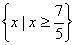 {x | x ≥ 7/5}